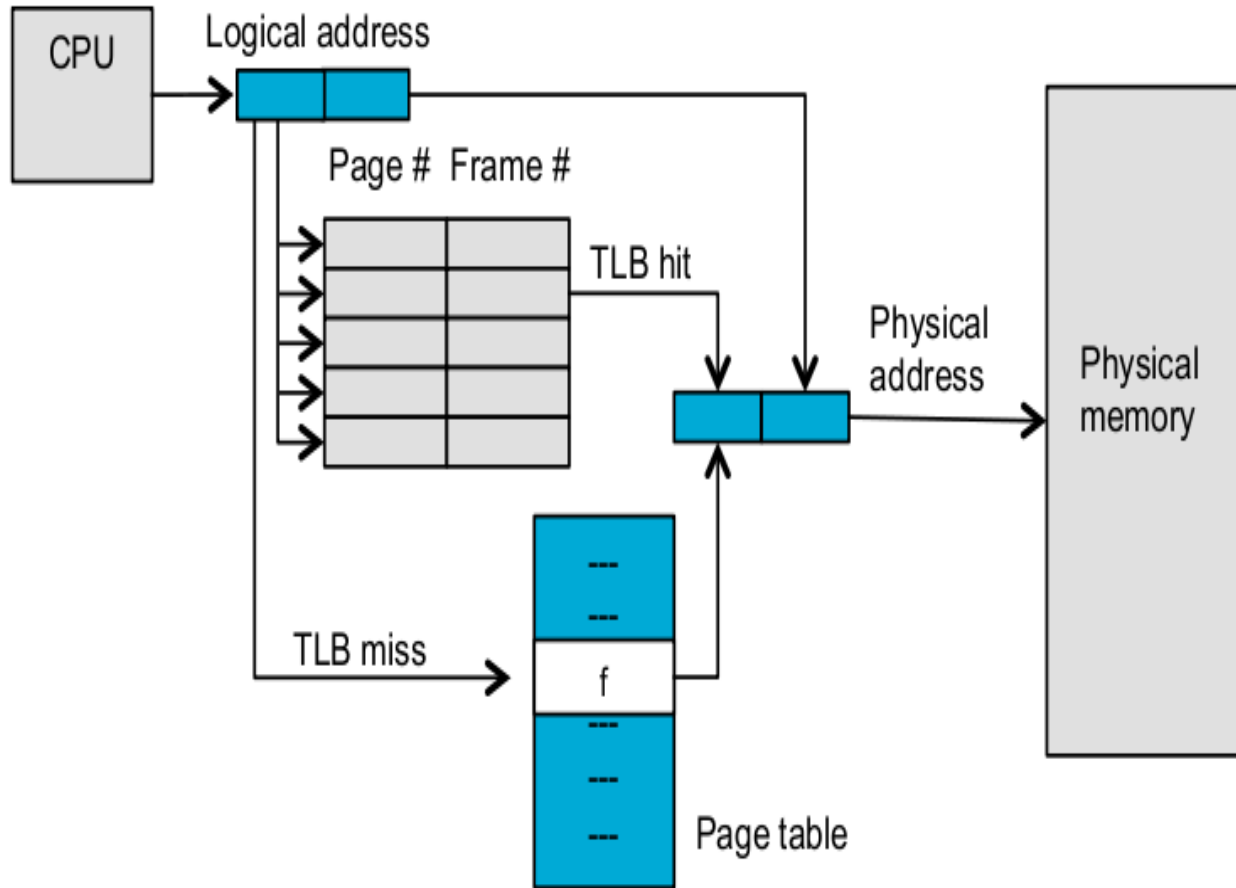 CPU
Logical address
Page # Frame #
TLB hit
Physical
address
Physical
memory
---
---
TLB miss
f
---
---
---
Page table